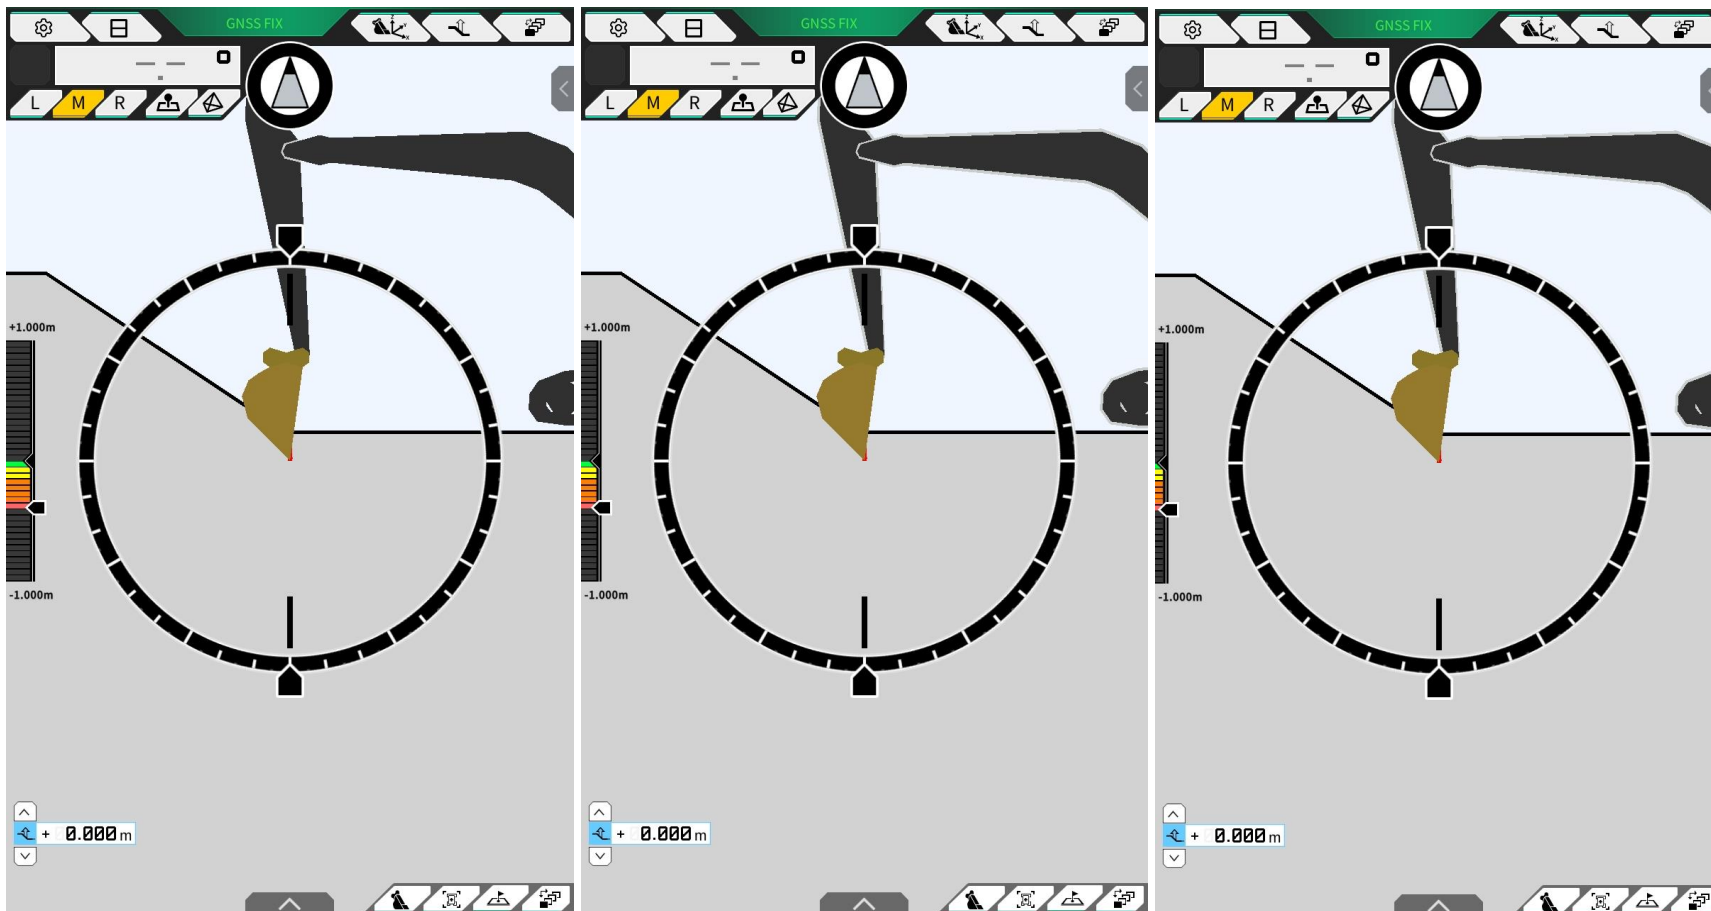 GNSS FIX
— —.
L M R
+1.000m
-1.000m
+ 0.000 m
GNSS FIX
— —.
L M R
+1.000m
-1.000m
+ 0.000 m
GNSS FIX
— —.
L M R
+1.000m
-1.000m
+ 0.000 m